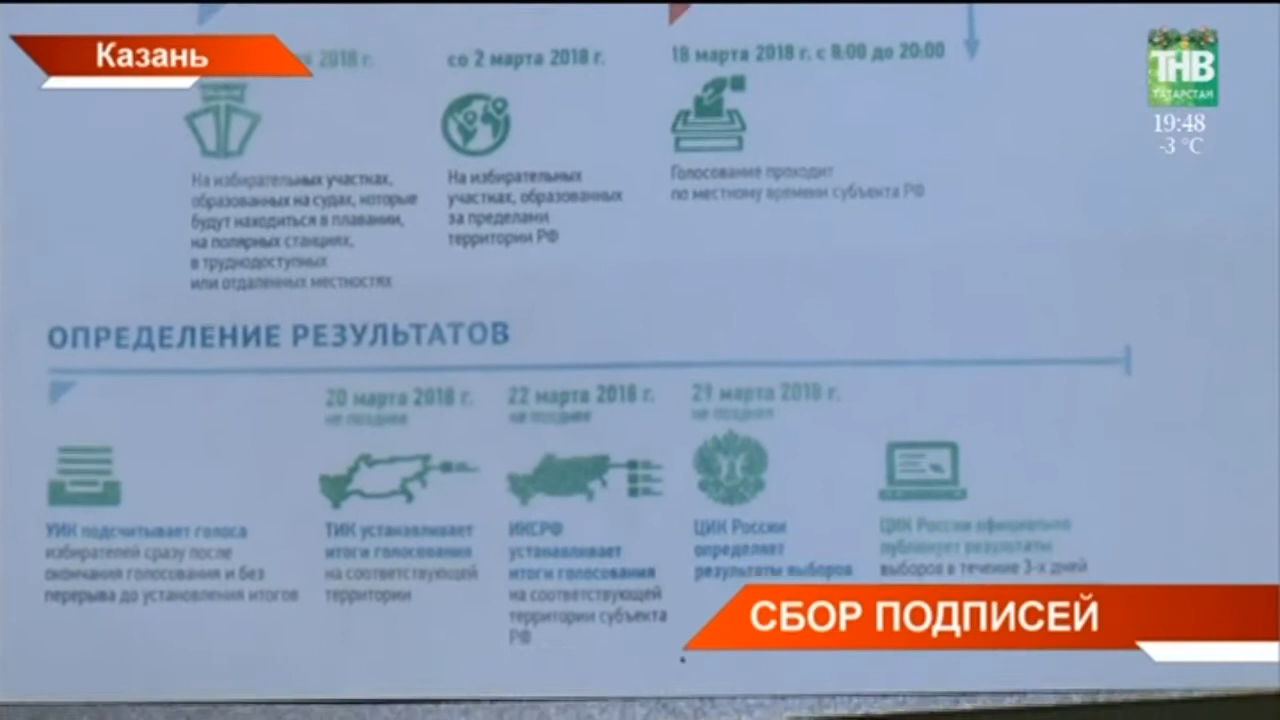 Казань
2018 г.
со 2 марта 2018 г.
18 марта 2018 г. с 8:00 до 20:00
ТНВ
ТАТАРСТАН
19:48
-3 °C
На избирательных участках,
образованных на судах, которые
будут находиться в плавании,
на полярных станциях,
в труднодоступных
или отдаленных местностях
На избирательных
участках, образованных
за пределами
территории РФ
Голосование проходит
по местному времени субъекта РФ
ОПРЕДЕЛЕНИЕ РЕЗУЛЬТАТОВ
20 марта 2018 г.
не позднее
22 марта 2018 г.
не позднее
29 марта 2018 г.
не позднее
УИК подсчитывает голоса
избирателей сразу после
окончания голосования и без
перерыва до установления итогов
ТИК устанавливает
итоги голосования
на соответствующей
территории
ИКСРФ
устанавливает
итоги голосования
на соответствующей
территории субъекта
РФ
ЦИК России
определяет
результаты выборов
ЦИК России официально
публикует результаты
выборов в течение 3-х дней
СБОР ПОДПИСЕЙ